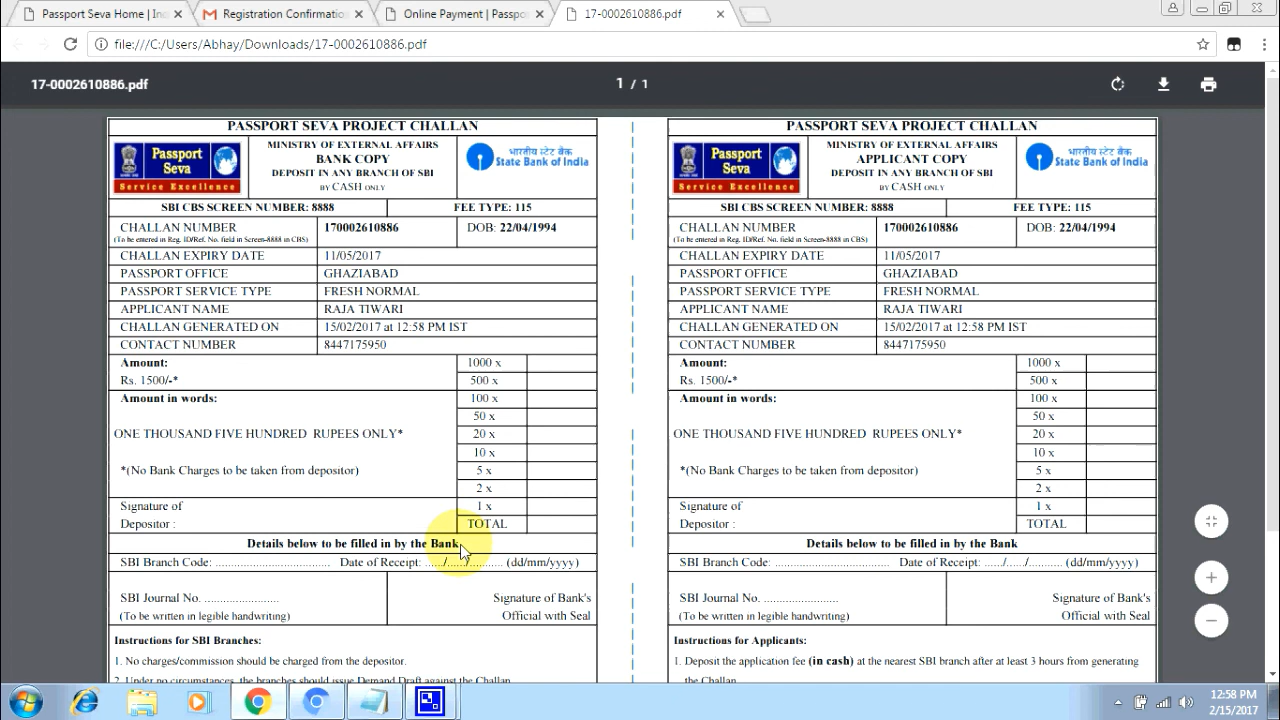 Passport Seva Home | In
Registration Confirmatio
Online Payment | Passpo
17-0002610886.pdf
file:///C:/Users/Abhay/Downloads/17-0002610886.pdf
17-0002610886.pdf
1 / 1
PASSPORT SEVA PROJECT CHALLAN
Passport Seva
Service Excellence
MINISTRY OF EXTERNAL AFFAIRS
BANK COPY
DEPOSIT IN ANY BRANCH OF SBI
BY CASH ONLY
भारतीय स्टेट बैंक
State Bank of India
SBI CBS SCREEN NUMBER: 8888
FEE TYPE: 115
CHALLAN NUMBER 170002610886 DOB: 22/04/1994
(To be entered in Reg. ID/Ref. No. field in Screen-8888 in CBS)
CHALLAN EXPIRY DATE 11/05/2017
PASSPORT OFFICE GHAZIABAD
PASSPORT SERVICE TYPE FRESH NORMAL
APPLICANT NAME RAJA TIWARI
CHALLAN GENERATED ON 15/02/2017 at 12:58 PM IST
CONTACT NUMBER 8447175950
Amount: 1000 x
Rs. 1500/-* 500 x
Amount in words: 100 x
50 x
ONE THOUSAND FIVE HUNDRED RUPEES ONLY* 20 x
10 x
*(No Bank Charges to be taken from depositor) 5 x
2 x
Signature of 1 x
Depositor : TOTAL
Details below to be filled in by the Bank
SBI Branch Code: .............................. Date of Receipt: ...../...../.......... (dd/mm/yyyy)
SBI Journal No. .................... Signature of Bank's
(To be written in legible handwriting) Official with Seal
Instructions for SBI Branches:
1. No charges/commission should be charged from the depositor.
2. Under no circumstances, the branches should issue Demand Draft against the Challan.
PASSPORT SEVA PROJECT CHALLAN
Passport Seva
Service Excellence
MINISTRY OF EXTERNAL AFFAIRS
APPLICANT COPY
DEPOSIT IN ANY BRANCH OF SBI
BY CASH ONLY
भारतीय स्टेट बैंक
State Bank of India
SBI CBS SCREEN NUMBER: 8888
FEE TYPE: 115
CHALLAN NUMBER 170002610886 DOB: 22/04/1994
(To be entered in Reg. ID/Ref. No. field in Screen-8888 in CBS)
CHALLAN EXPIRY DATE 11/05/2017
PASSPORT OFFICE GHAZIABAD
PASSPORT SERVICE TYPE FRESH NORMAL
APPLICANT NAME RAJA TIWARI
CHALLAN GENERATED ON 15/02/2017 at 12:58 PM IST
CONTACT NUMBER 8447175950
Amount: 1000 x
Rs. 1500/-* 500 x
Amount in words: 100 x
50 x
ONE THOUSAND FIVE HUNDRED RUPEES ONLY* 20 x
10 x
*(No Bank Charges to be taken from depositor) 5 x
2 x
Signature of 1 x
Depositor : TOTAL
Details below to be filled in by the Bank
SBI Branch Code: .............................. Date of Receipt: ...../...../.......... (dd/mm/yyyy)
SBI Journal No. .................... Signature of Bank's
(To be written in legible handwriting) Official with Seal
Instructions for Applicants:
1. Deposit the application fee (in cash) at the nearest SBI branch after at least 3 hours from generating
the Challan.
12:58 PM
2/15/2017